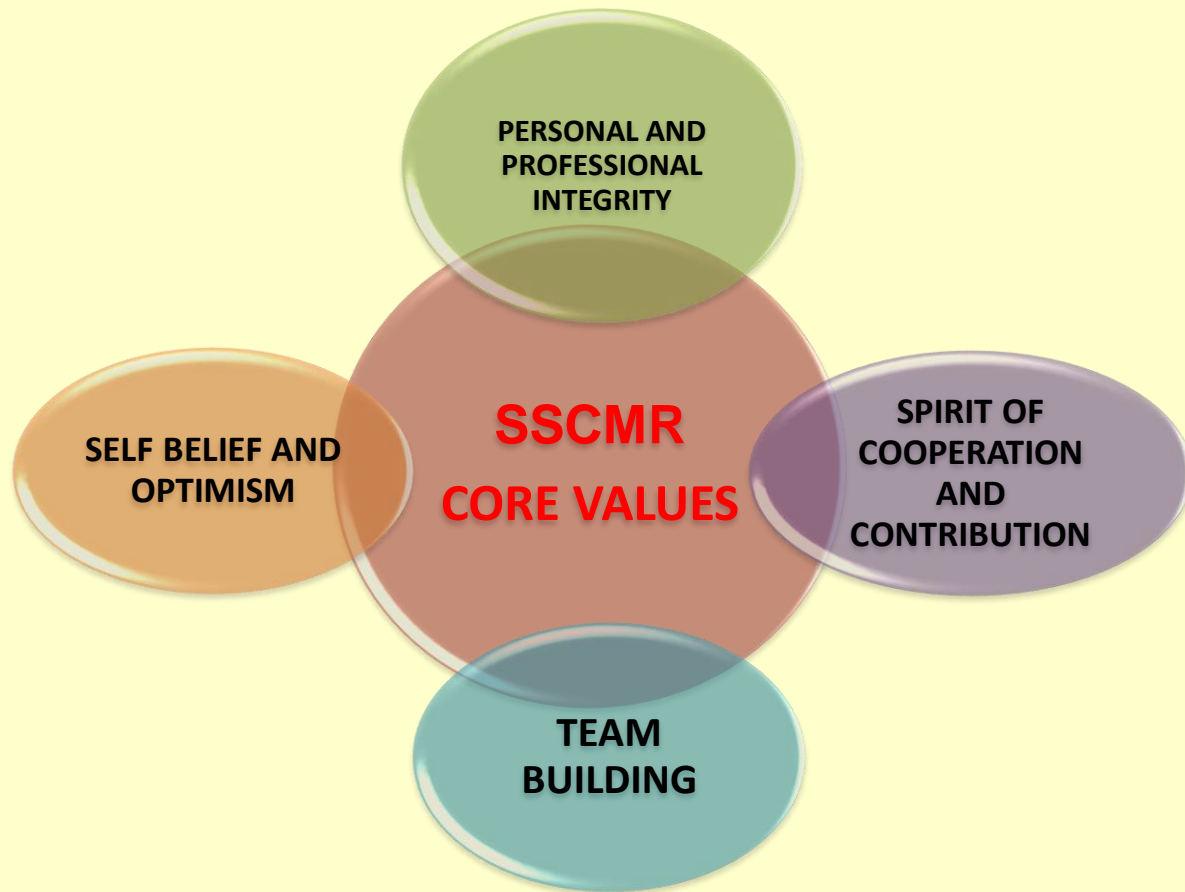 PERSONAL AND
PROFESSIONAL
INTEGRITY
SELF BELIEF AND
OPTIMISM
SSCMR
CORE VALUES
SPIRIT OF
COOPERATION
AND
CONTRIBUTION
TEAM
BUILDING